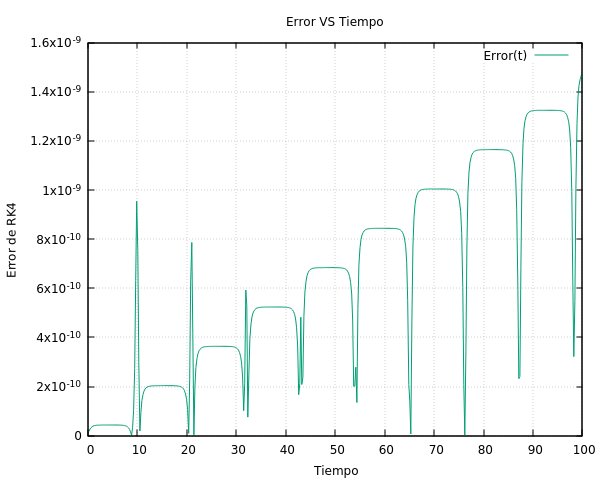 Error VS Tiempo
Error(t)
1.6x10⁻⁹
1.4x10⁻⁹
1.2x10⁻⁹
1x10⁻⁹
8x10⁻¹⁰
6x10⁻¹⁰
4x10⁻¹⁰
2x10⁻¹⁰
0
Error de RK4
0 10 20 30 40 50 60 70 80 90 100
Tiempo